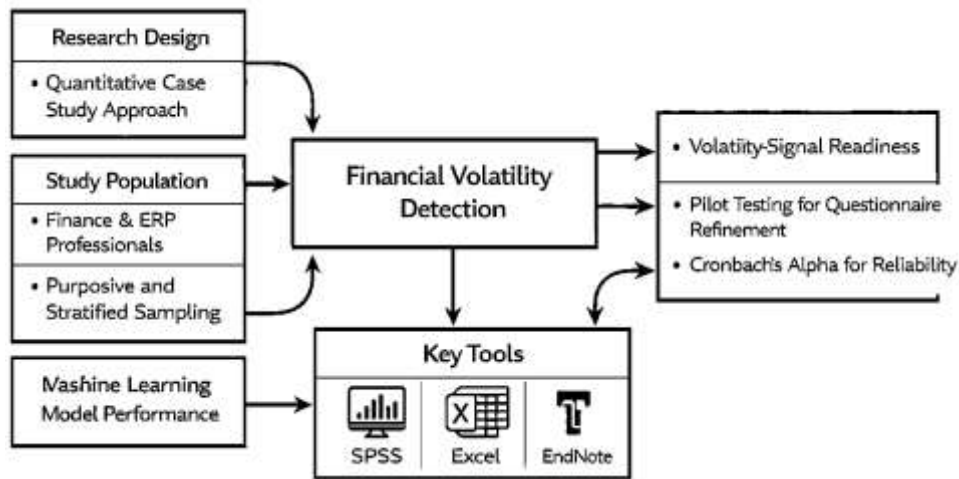 Research Design
• Quantitative Case
Study Approach
Study Population
• Finance & ERP
Professionals
• Purposive and
Stratified Sampling
Mashine Learning
Model Performance
Financial Volatility
Detection
Key Tools
SPSS
Excel
EndNote
• Volatiity-Signal Readiness
• Pilot Testing for Questionnaire
Refinement
• Cronbach's Alpha for Reliability